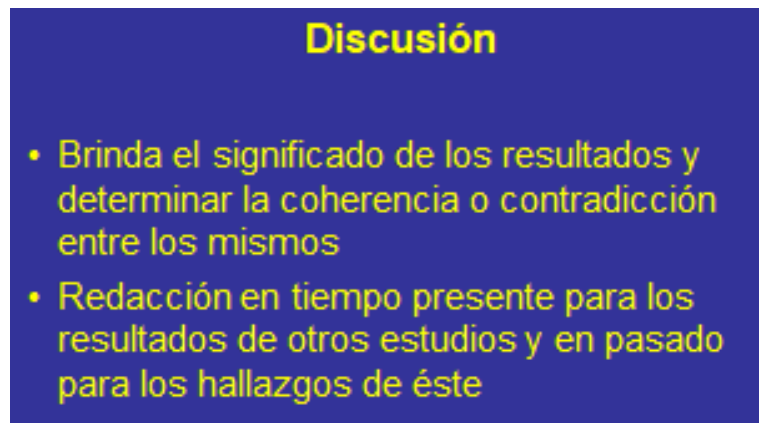 Discusión
• Brinda el significado de los resultados y
determinar la coherencia o contradicción
entre los mismos
• Redacción en tiempo presente para los
resultados de otros estudios y en pasado
para los hallazgos de éste